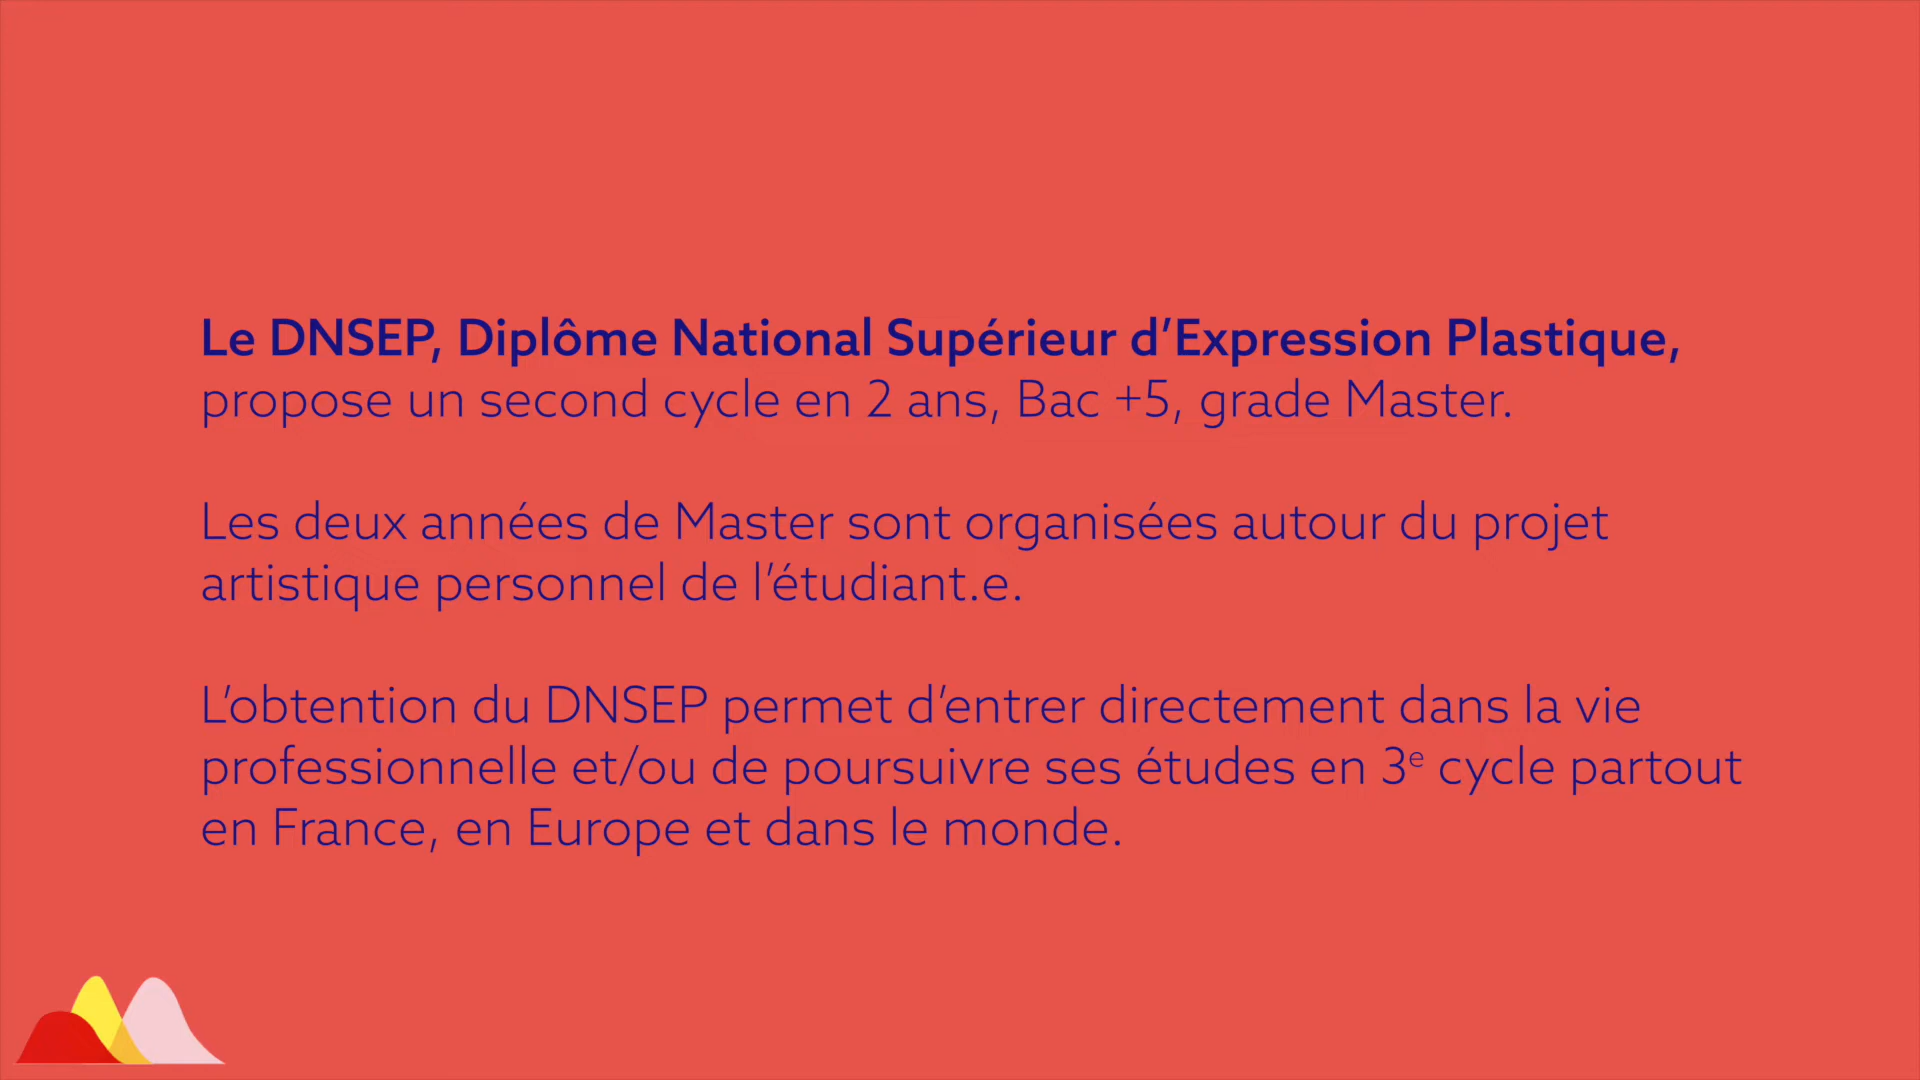 Le DNSEP, Diplôme National Supérieur d’Expression Plastique,
propose un second cycle en 2 ans, Bac +5, grade Master.
Les deux années de Master sont organisées autour du projet
artistique personnel de l’étudiant.e.
L’obtention du DNSEP permet d’entrer directement dans la vie
professionnelle et/ou de poursuivre ses études en 3ᵉ cycle partout
en France, en Europe et dans le monde.